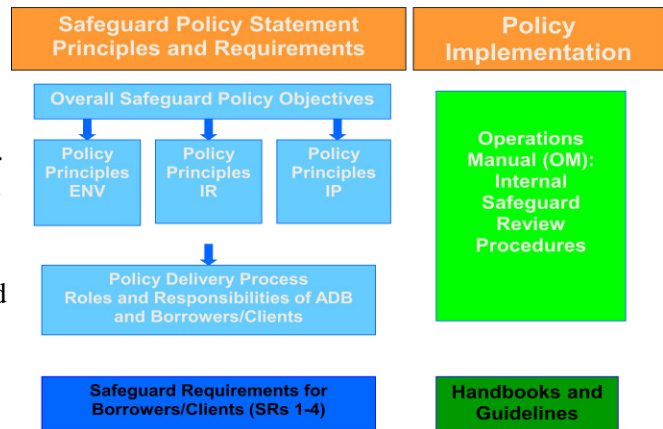 Safeguard Policy Statement
Principles and Requirements
Policy
Implementation
Overall Safeguard Policy Objectives
Policy
Principles
ENV
Policy
Principles
IR
Policy
Principles
IP
Policy Delivery Process
Roles and Responsibilities of ADB
and Borrowers/Clients
Safeguard Requirements for
Borrowers/Clients (SRs 1-4)
Operations
Manual (OM):
Internal
Safeguard
Review
Procedures
Handbooks and
Guidelines